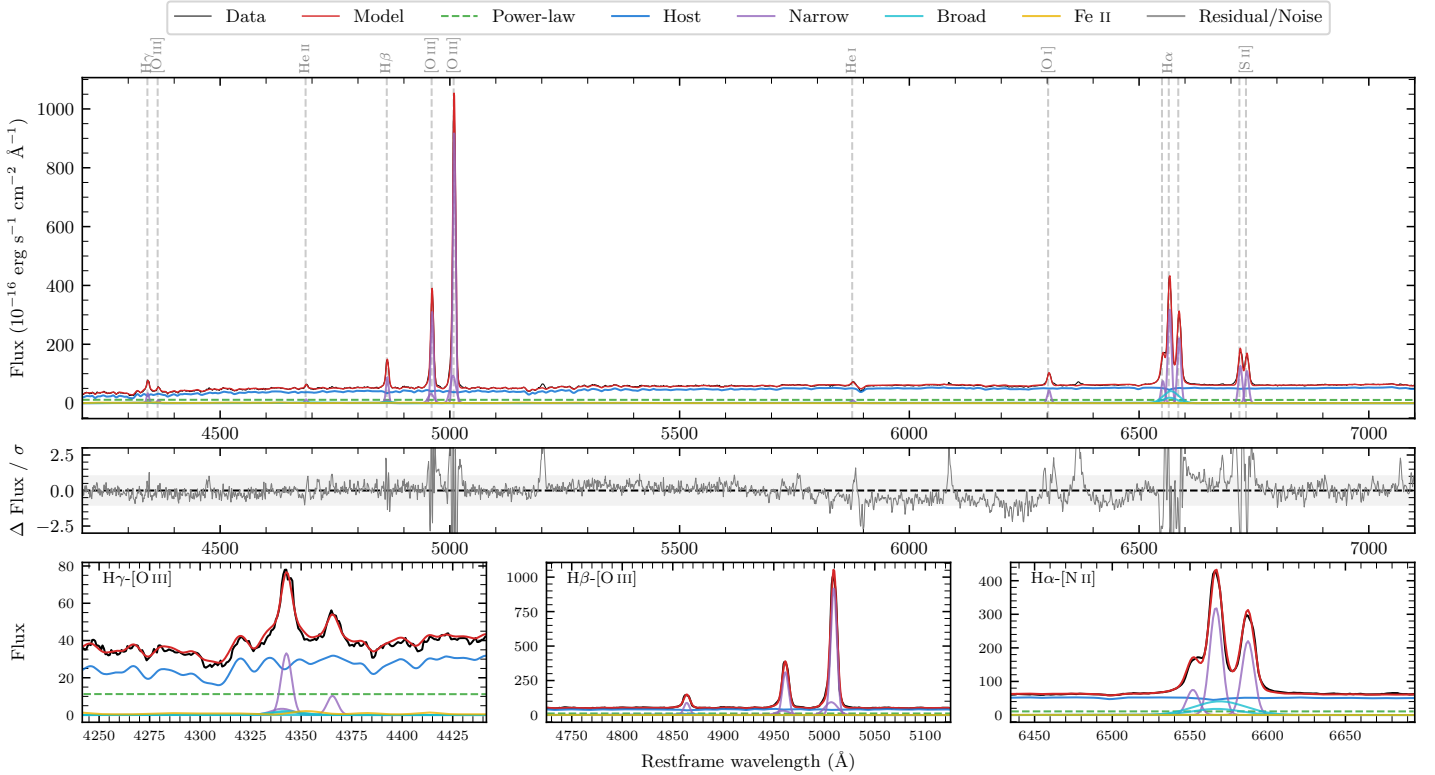 Data Model Power-law Host Narrow Broad Fe II Residual/Noise
Hγ [O III] He II Hβ [O III] [O III] He I [O I] Hα [S II]
Flux (10⁻¹⁶ erg s⁻¹ cm⁻² Å⁻¹)
1000
800
600
400
200
0
4500 5000 5500 6000 6500 7000
Δ Flux / σ
2.5
0.0
−2.5
4500 5000 5500 6000 6500 7000
Flux
Hγ-[O III]
80
60
40
20
0
4250 4275 4300 4325 4350 4375 4400 4425
Hβ-[O III]
1000
750
500
250
0
4750 4800 4850 4900 4950 5000 5050 5100
Hα-[N II]
400
300
200
100
0
6450 6500 6550 6600 6650
Restframe wavelength (Å)